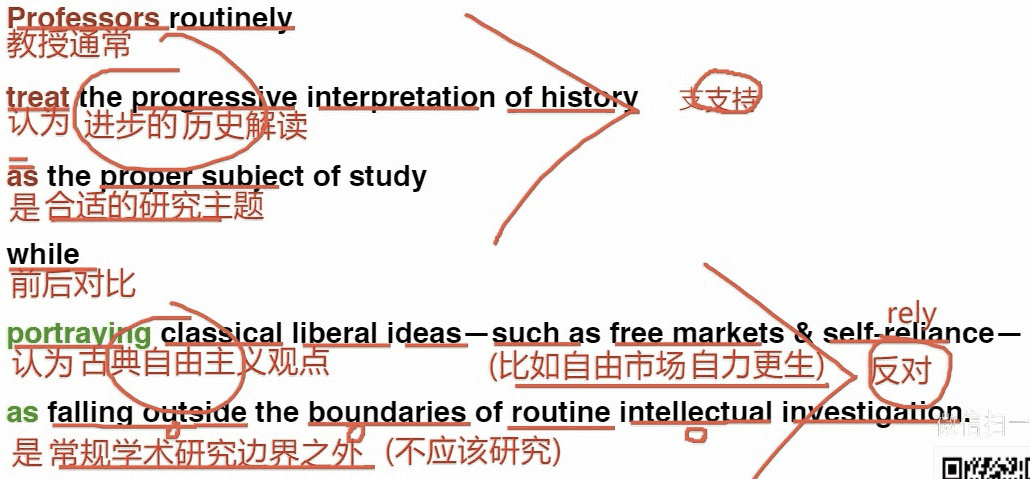 Professors routinely
教授通常
treat the progressive interpretation of history 支支持
认为 进步的 历史解读
as the proper subject of study
是 合适的研究主题
while
前后对比
rely
portraying classical liberal ideas—such as free markets & self-reliance—
认为 古典自由主义观点 (比如自由市场 自力更生) 反对
as falling outside the boundaries of routine intellectual investigation.
是 常规学术研究边界之外 (不应该研究)
微信扫一